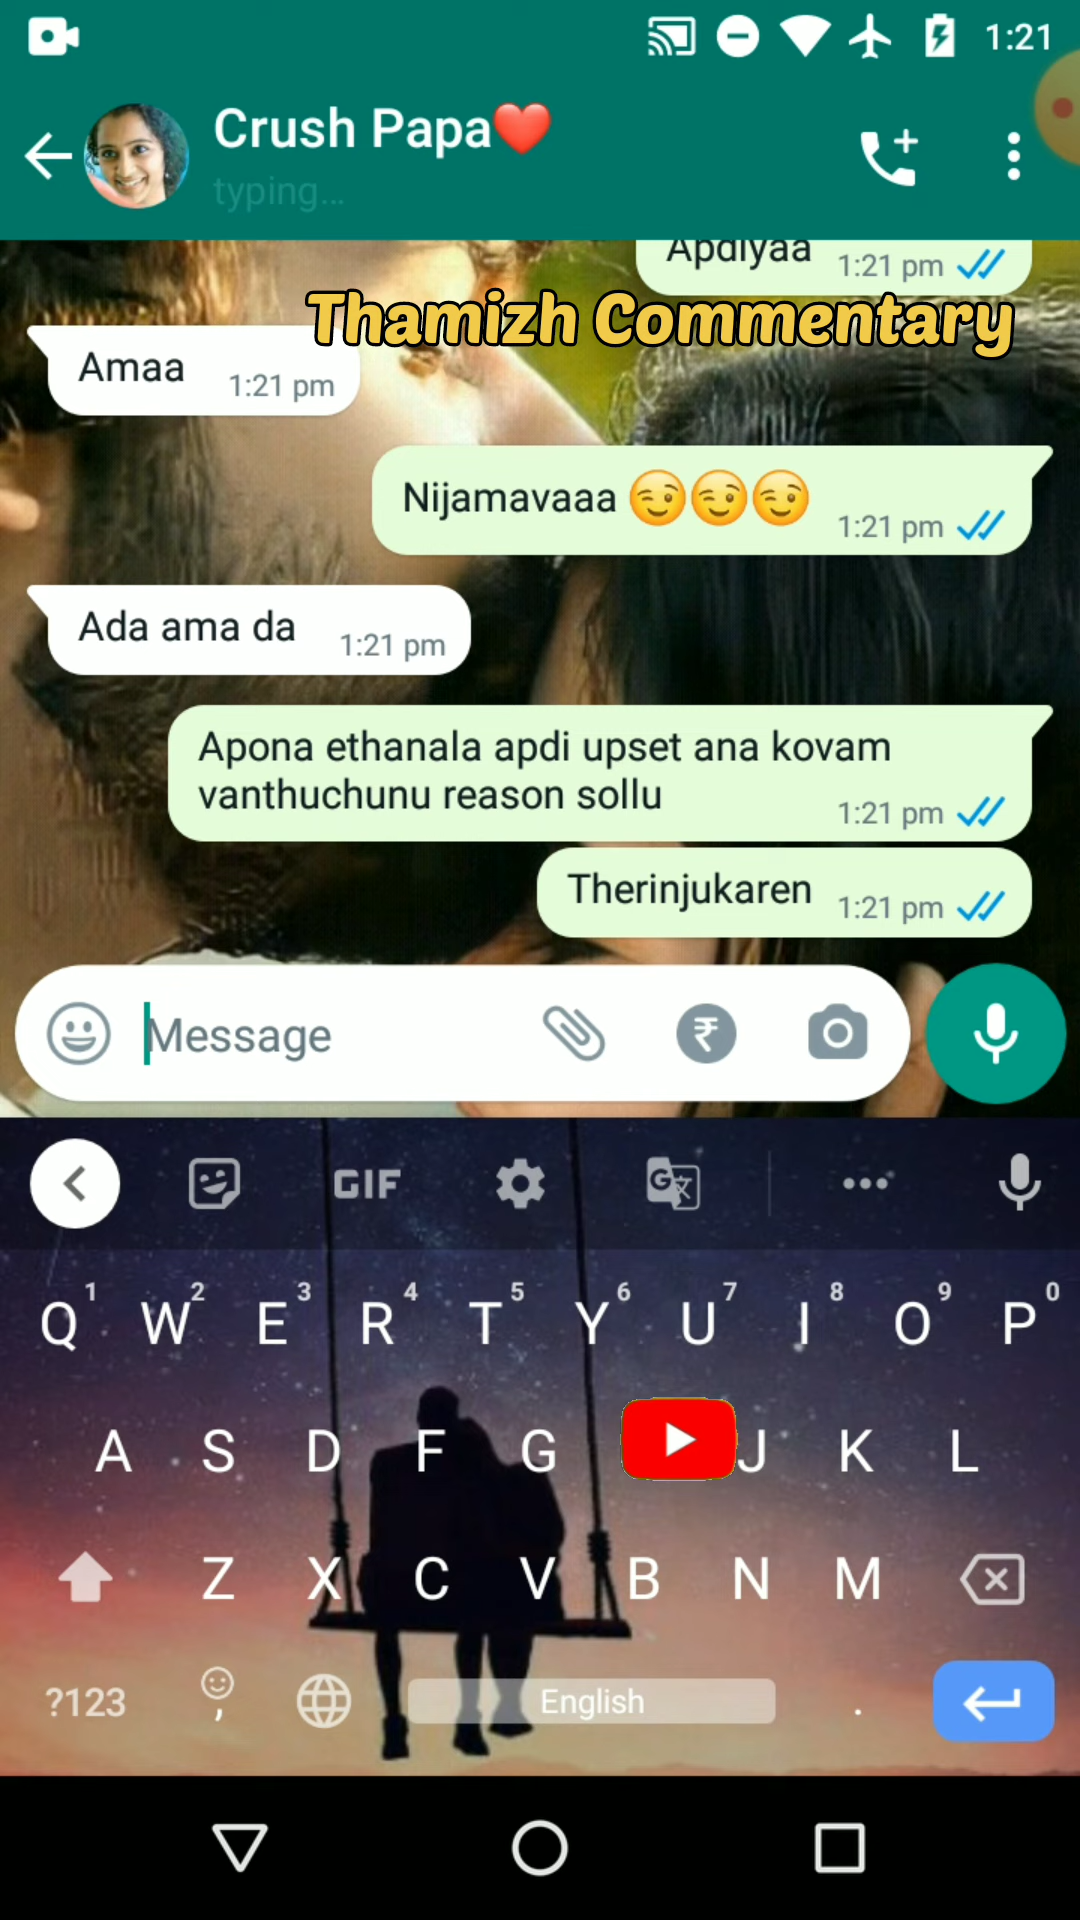 1:21
Crush Papa❤️
typing...
Apdiyaa 1:21 pm
Thamizh Commentary
Amaa 1:21 pm
Nijamavaaa 😏😏😏 1:21 pm
Ada ama da 1:21 pm
Apona ethanala apdi upset ana kovam
vanthuchunu reason sollu 1:21 pm
Therinjukaren 1:21 pm
Message ₹
GIF G
1 2 3 4 5 6 7 8 9 0
Q W E R T Y U I O P
A S D F G J K L
Z X C V B N M
?123 , English .